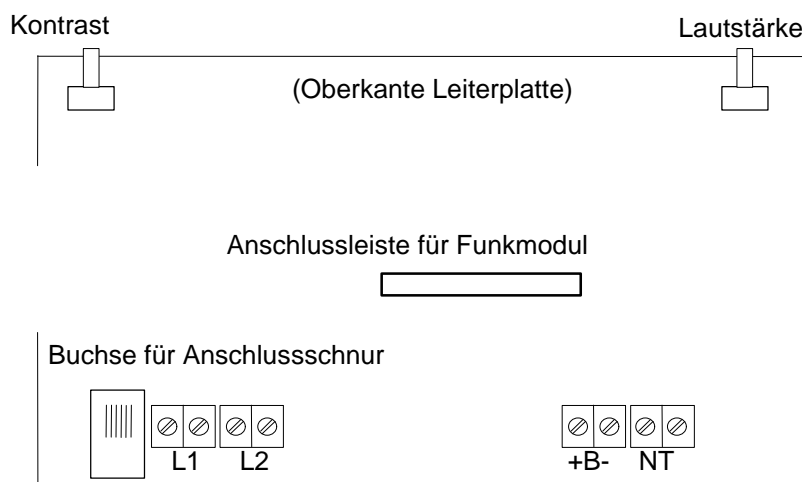 Kontrast
Lautstärke
(Oberkante Leiterplatte)
Anschlussleiste für Funkmodul
Buchse für Anschlussschnur
L1 L2 +B- NT